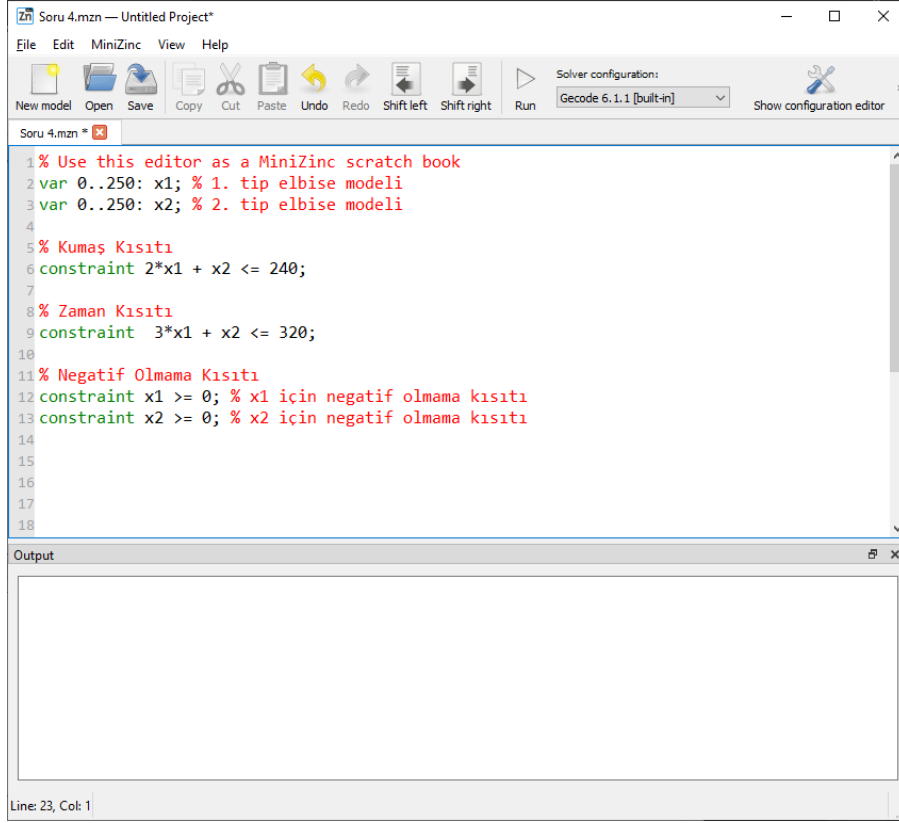 Zn Soru 4.mzn — Untitled Project*
File Edit MiniZinc View Help
New model Open Save Copy Cut Paste Undo Redo Shift left Shift right Run Solver configuration: Gecode 6.1.1 [built-in] Show configuration editor
Soru 4.mzn *
1 % Use this editor as a MiniZinc scratch book
2 var 0..250: x1; % 1. tip elbise modeli
3 var 0..250: x2; % 2. tip elbise modeli
4
5 % Kumaş Kısıtı
6 constraint 2*x1 + x2 <= 240;
7
8 % Zaman Kısıtı
9 constraint  3*x1 + x2 <= 320;
10
11 % Negatif Olmama Kısıtı
12 constraint x1 >= 0; % x1 için negatif olmama kısıtı
13 constraint x2 >= 0; % x2 için negatif olmama kısıtı
14
15
16
17
18
Output
Line: 23, Col: 1